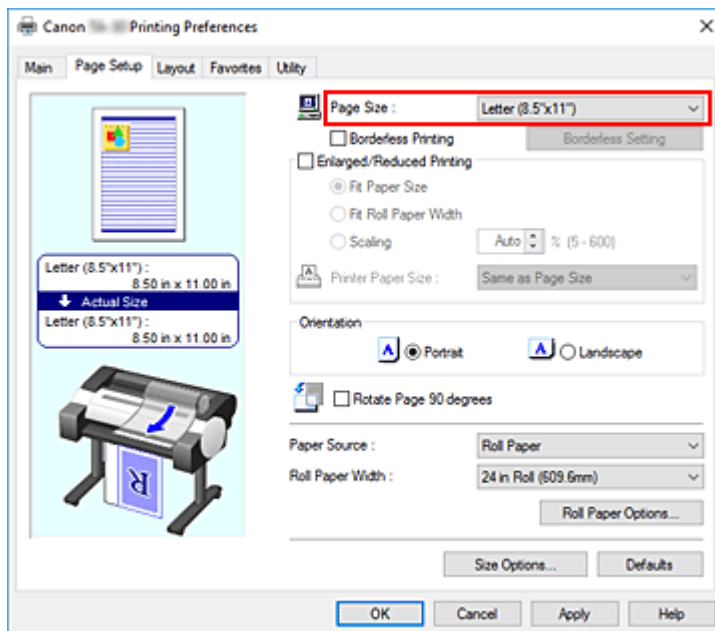 Canon Printing Preferences
Main Page Setup Layout Favorites Utility
Page Size : Letter (8.5"x11")
Borderless Printing Borderless Setting
Enlarged/Reduced Printing
Fit Paper Size
Fit Roll Paper Width
Scaling Auto % (5 - 600)
Printer Paper Size : Same as Page Size
Letter (8.5"x11") :
8.50 in x 11.00 in
Actual Size
Letter (8.5"x11") :
8.50 in x 11.00 in
Orientation
A Portrait A Landscape
Rotate Page 90 degrees
Paper Source : Roll Paper
Roll Paper Width : 24 in Roll (609.6mm)
Roll Paper Options...
R
Size Options... Defaults
OK Cancel Apply Help